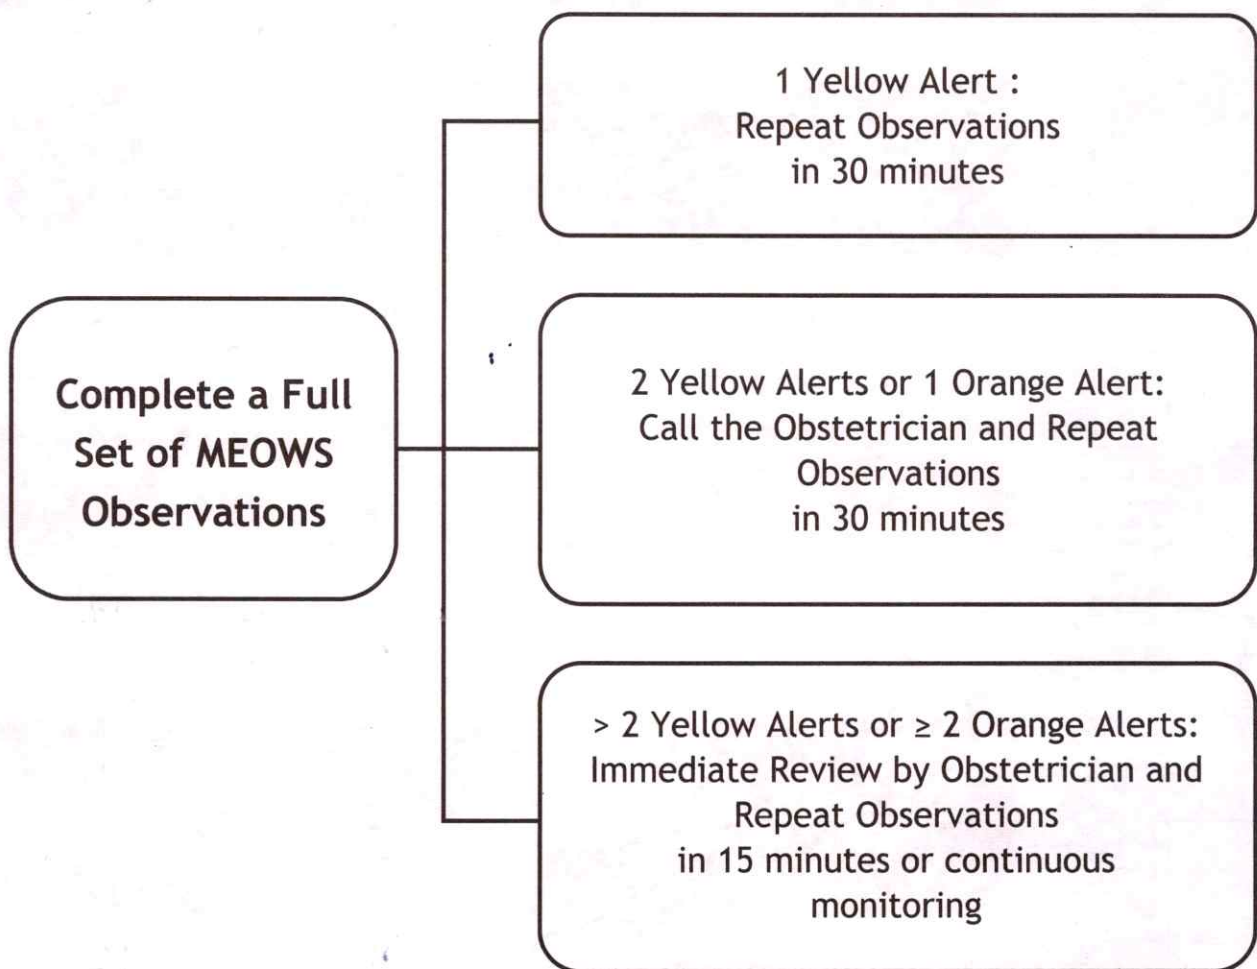 Complete a Full
Set of MEOWS
Observations
1 Yellow Alert :
Repeat Observations
in 30 minutes
2 Yellow Alerts or 1 Orange Alert:
Call the Obstetrician and Repeat
Observations
in 30 minutes
> 2 Yellow Alerts or ≥ 2 Orange Alerts:
Immediate Review by Obstetrician and
Repeat Observations
in 15 minutes or continuous
monitoring